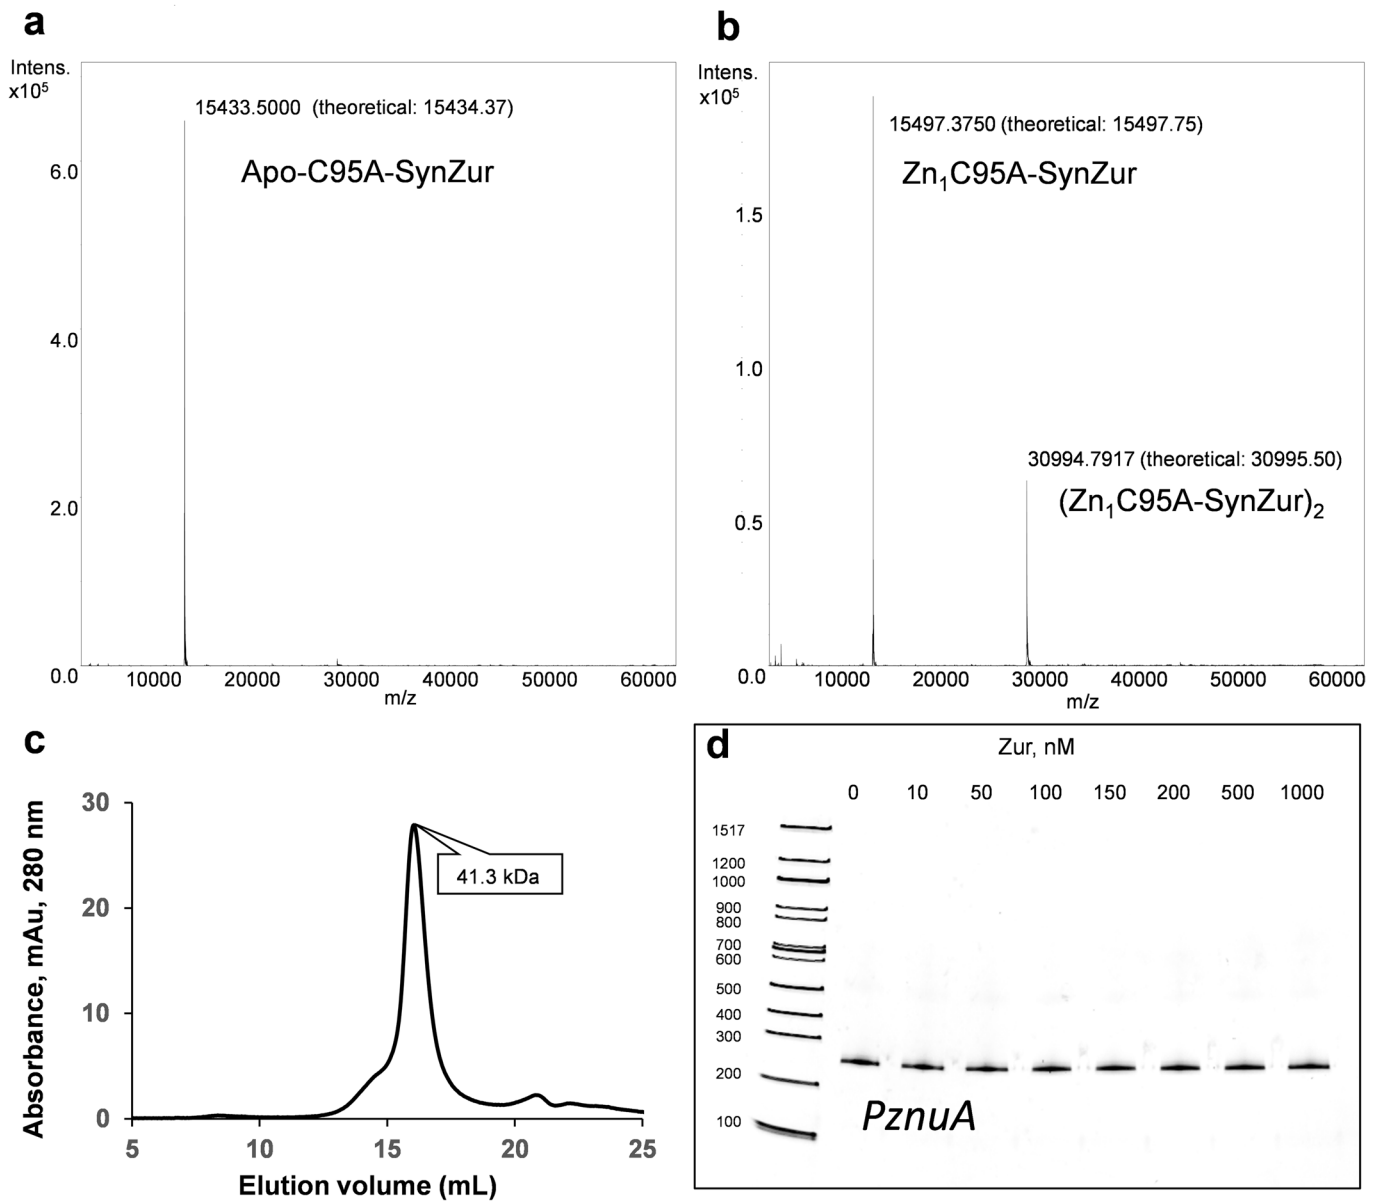 a
Intens.
x10⁵
15433.5000 (theoretical: 15434.37)
Apo-C95A-SynZur
6.0
4.0
2.0
0.0
10000 20000 30000 40000 50000 60000
m/z
b
Intens.
x10⁵
15497.3750 (theoretical: 15497.75)
Zn₁C95A-SynZur
1.5
1.0
30994.7917 (theoretical: 30995.50)
(Zn₁C95A-SynZur)₂
0.5
0.0
10000 20000 30000 40000 50000 60000
m/z
c
Absorbance, mAu, 280 nm
30
20
10
0
41.3 kDa
5 10 15 20 25
Elution volume (mL)
d
Zur, nM
0 10 50 100 150 200 500 1000
1517
1200
1000
900
800
700
600
500
400
300
200
100
PznuA